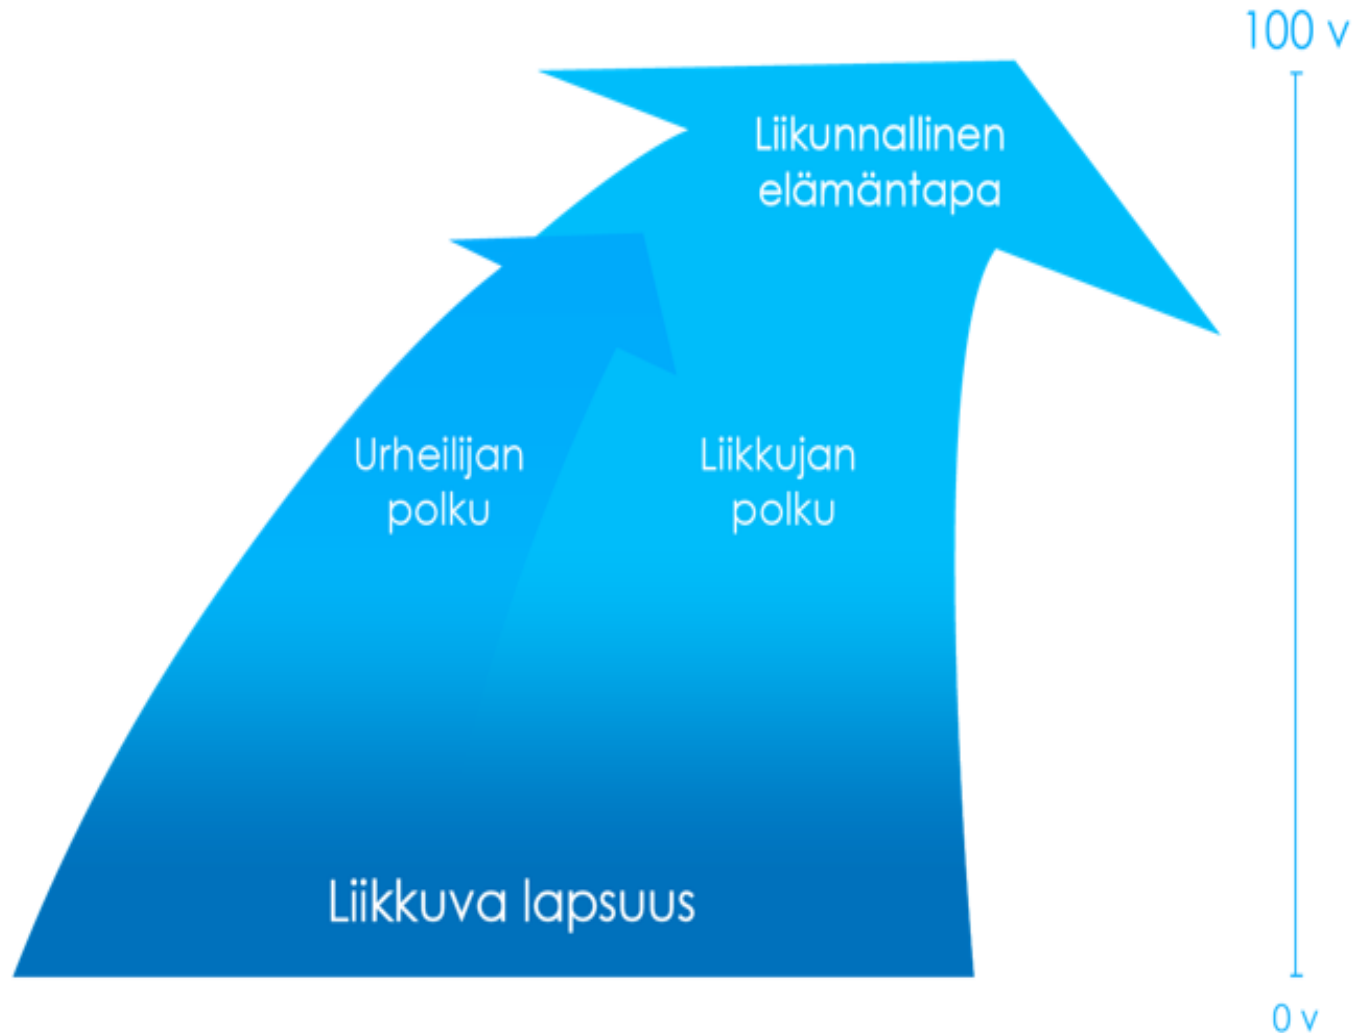 100 v
Liikunnallinen
elämäntapa
Urheilijan
polku
Liikkujan
polku
Liikkuva lapsuus
0 v